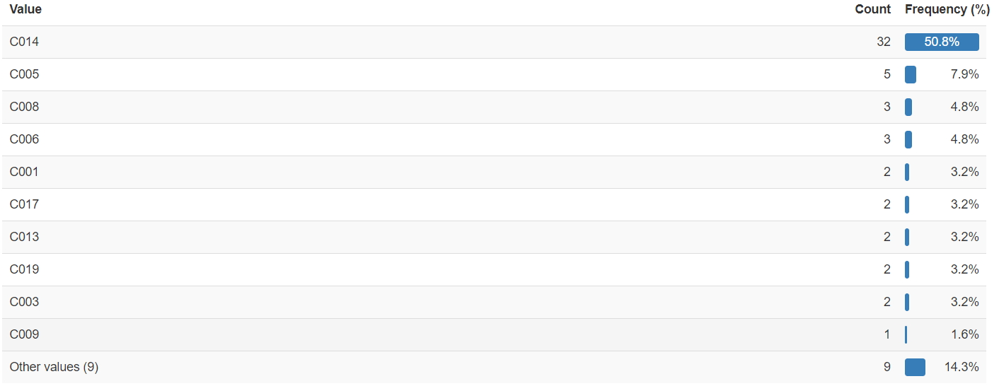 Value Count Frequency (%)
C014 32 50.8%
C005 5 7.9%
C008 3 4.8%
C006 3 4.8%
C001 2 3.2%
C017 2 3.2%
C013 2 3.2%
C019 2 3.2%
C003 2 3.2%
C009 1 1.6%
Other values (9) 9 14.3%